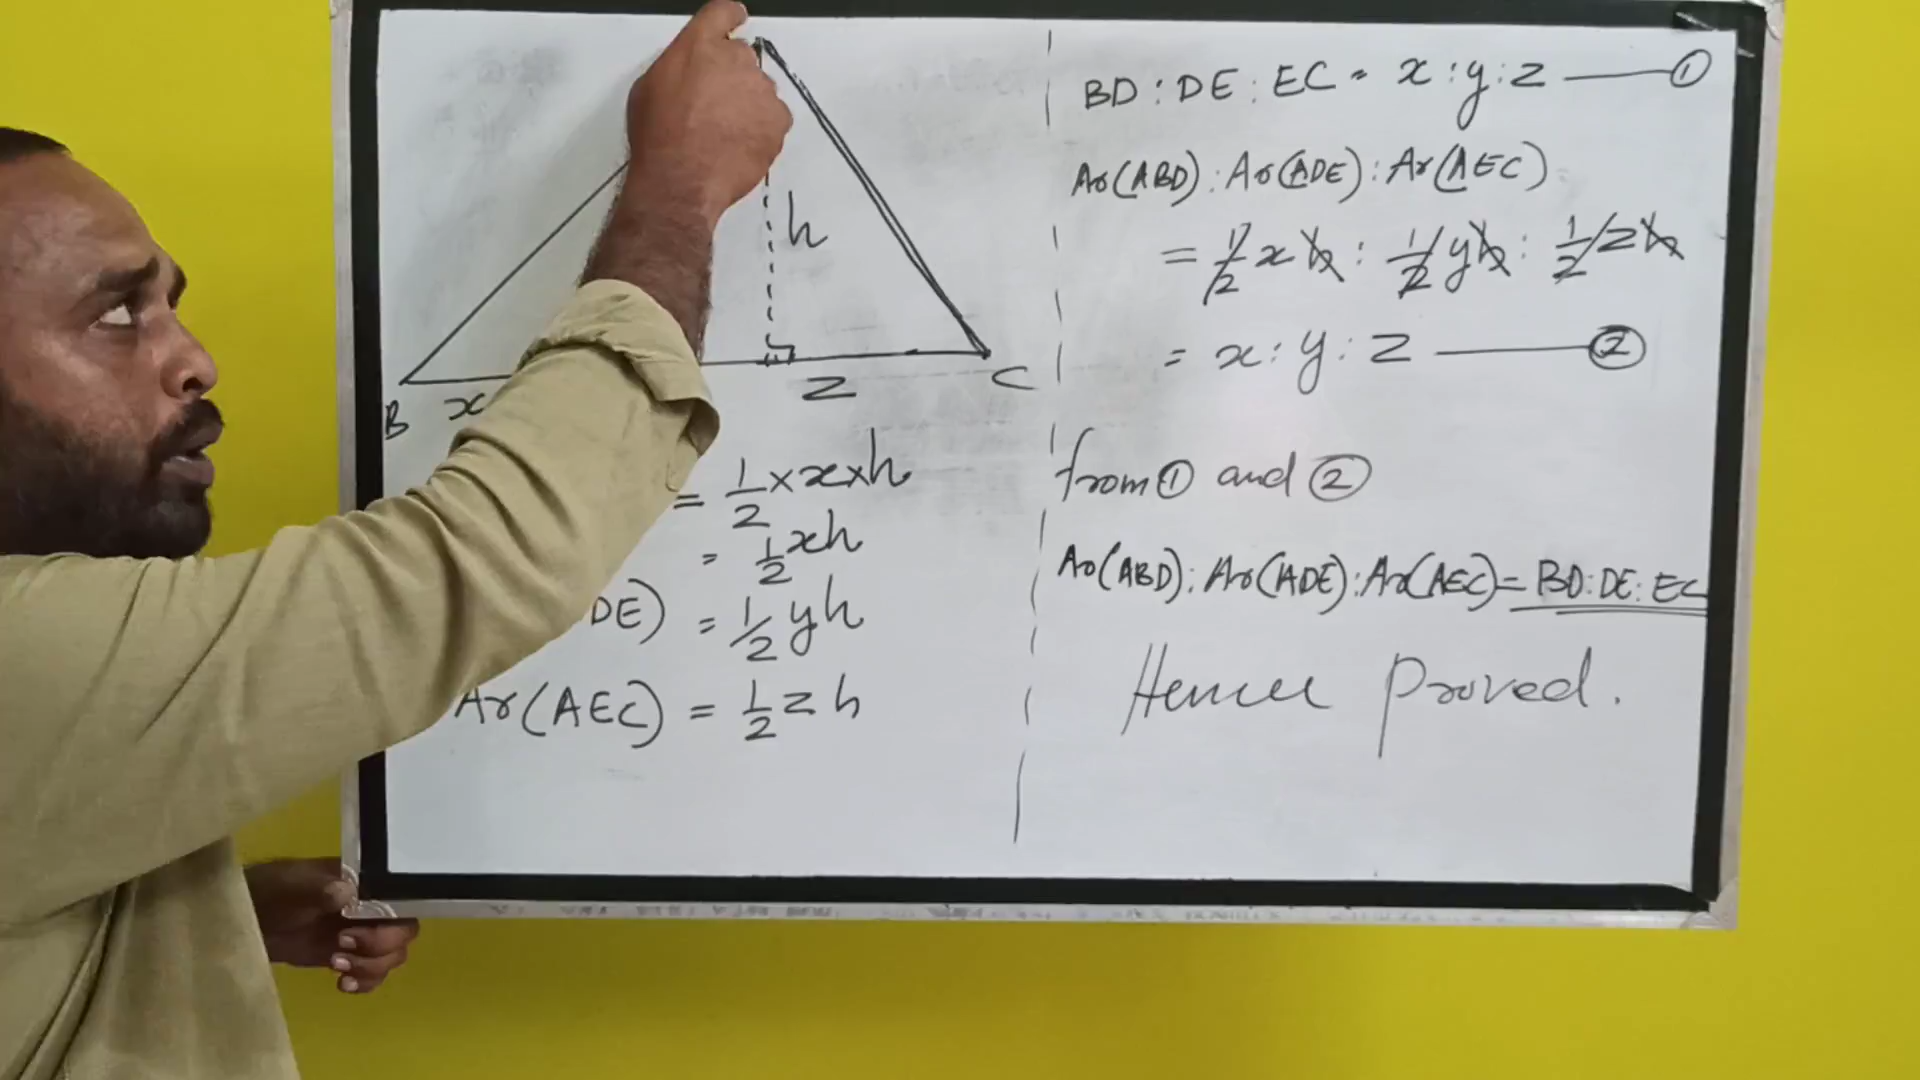 h
B x z C
= 1/2 × x × h
= 1/2 xh
DE) = 1/2 yh
Ar(AEC) = 1/2 z h
BD : DE : EC = x : y : z —— ①
Ar(ABD) : Ar(ADE) : Ar(AEC)
= 1/2 x h : 1/2 y h : 1/2 z h
= x : y : z —— ②
from ① and ②
Ar(ABD) : Ar(ADE) : Ar(AEC) = BD : DE : EC
Hence Proved.